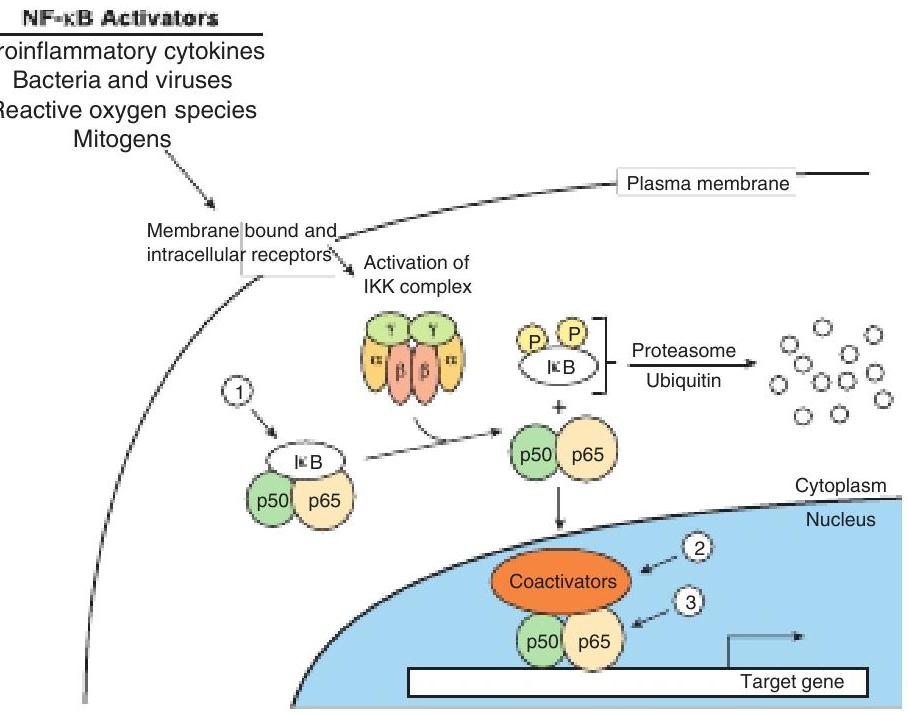 NF-κB Activators
roinflammatory cytokines
Bacteria and viruses
Reactive oxygen species
Mitogens
Plasma membrane
Membrane bound and
intracellular receptors
Activation of
IKK complex
γ γ
α β β α
P P
IκB
Proteasome
Ubiquitin
1
+
IκB
p50 p65
p50 p65
Cytoplasm
Nucleus
2
Coactivators
3
p50 p65
Target gene